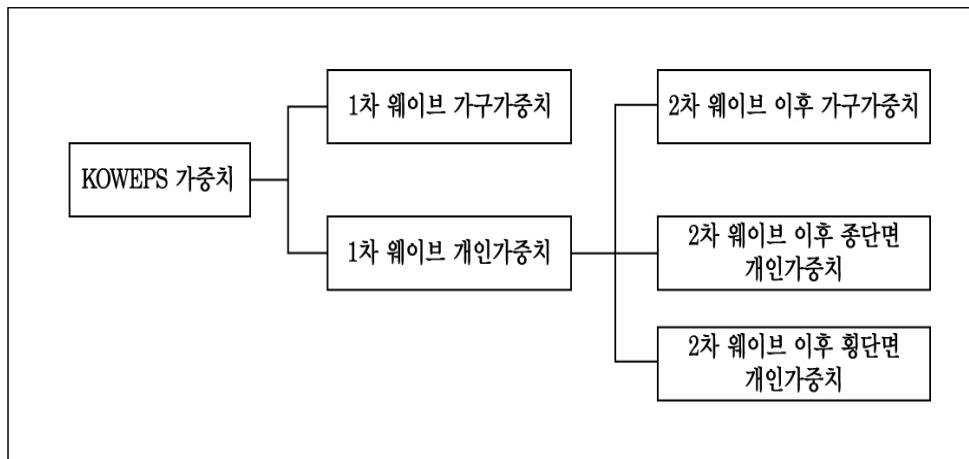 KOWEPS 가중치
1차 웨이브 가구가중치
1차 웨이브 개인가중치
2차 웨이브 이후 가구가중치
2차 웨이브 이후 종단면
개인가중치
2차 웨이브 이후 횡단면
개인가중치